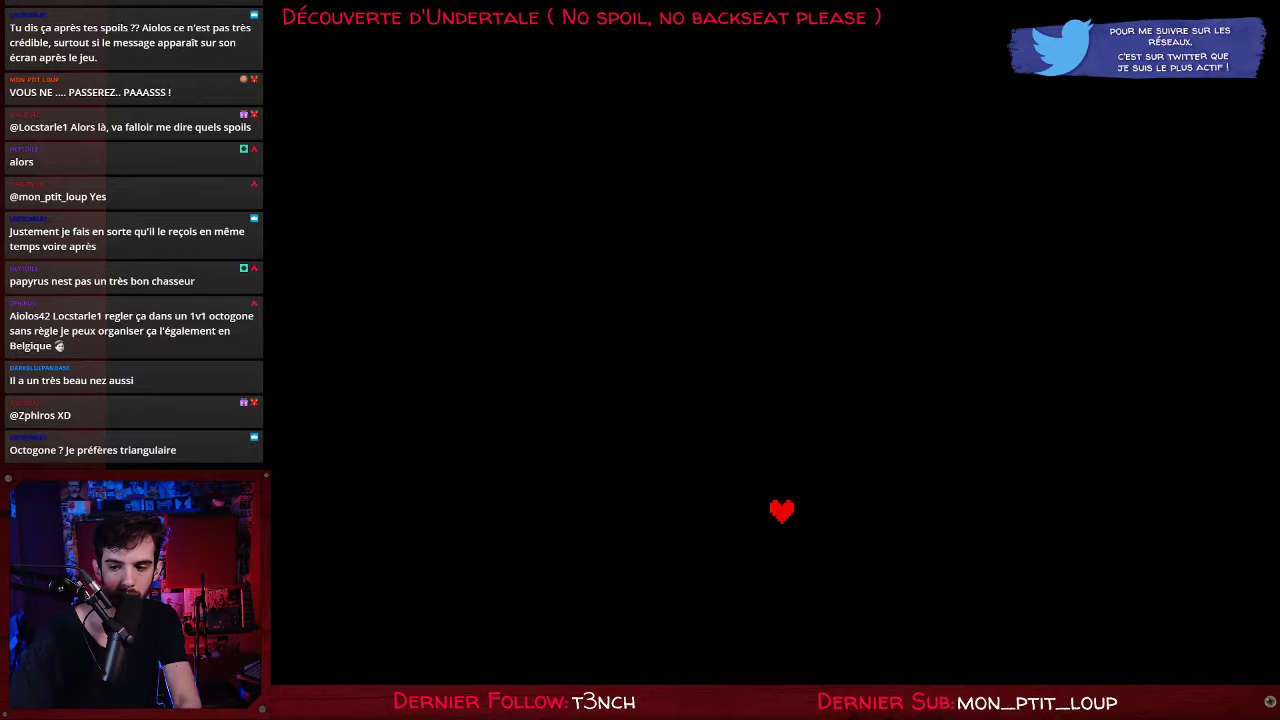 Découverte d'Undertale ( No spoil, no backseat please )
POUR ME SUIVRE SUR LES
RÉSEAUX,
C'EST SUR TWITTER QUE
JE SUIS LE PLUS ACTIF !
Tu dis ça après tes spoils ?? Aiolos ce n'est pas très
crédible, surtout si le message apparaît sur son
écran après le jeu.
MON PTIT LOUP
VOUS NE .... PASSEREZ.. PAAASSS !
@Locstarle1 Alors là, va falloir me dire quels spoils
alors
@mon_ptit_loup Yes
Justement je fais en sorte qu'il le reçois en même
temps voire après
papyrus nest pas un très bon chasseur
ZPHIROS
Aiolos42 Locstarle1 regler ça dans un 1v1 octogone
sans règle je peux organiser ça l'également en
Belgique
DARKBLUEPANDA50
Il a un très beau nez aussi
@Zphiros XD
Octogone ? Je préfères triangulaire
Dernier Follow: T3NCH
Dernier Sub: MON_PTIT_LOUP